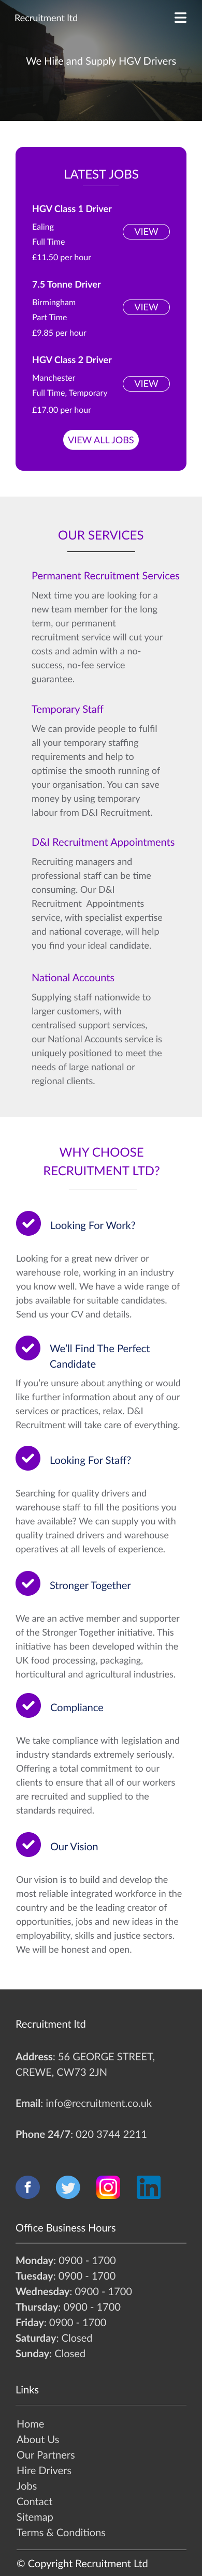 Recruitment ltd
We Hire and Supply HGV Drivers
LATEST JOBS
HGV Class 1 Driver
Ealing
Full Time
£11.50 per hour
VIEW
7.5 Tonne Driver
Birmingham
Part Time
£9.85 per hour
VIEW
HGV Class 2 Driver
Manchester
Full Time, Temporary
£17.00 per hour
VIEW
VIEW ALL JOBS
OUR SERVICES
Permanent Recruitment Services
Next time you are looking for a
new team member for the long
term, our permanent
recruitment service will cut your
costs and admin with a no-
success, no-fee service
guarantee.
Temporary Staff
We can provide people to fulfil
all your temporary staffing
requirements and help to
optimise the smooth running of
your organisation. You can save
money by using temporary
labour from D&I Recruitment.
D&I Recruitment Appointments
Recruiting managers and
professional staff can be time
consuming. Our D&I
Recruitment Appointments
service, with specialist expertise
and national coverage, will help
you find your ideal candidate.
National Accounts
Supplying staff nationwide to
larger customers, with
centralised support services,
our National Accounts service is
uniquely positioned to meet the
needs of large national or
regional clients.
WHY CHOOSE
RECRUITMENT LTD?
Looking For Work?
Looking for a great new driver or
warehouse role, working in an industry
you know well. We have a wide range of
jobs available for suitable candidates.
Send us your CV and details.
We'll Find The Perfect
Candidate
If you're unsure about anything or would
like further information about any of our
services or practices, relax. D&I
Recruitment will take care of everything.
Looking For Staff?
Searching for quality drivers and
warehouse staff to fill the positions you
have available? We can supply you with
quality trained drivers and warehouse
operatives at all levels of experience.
Stronger Together
We are an active member and supporter
of the Stronger Together initiative. This
initiative has been developed within the
UK food processing, packaging,
horticultural and agricultural industries.
Compliance
We take compliance with legislation and
industry standards extremely seriously.
Offering a total commitment to our
clients to ensure that all of our workers
are recruited and supplied to the
standards required.
Our Vision
Our vision is to build and develop the
most reliable integrated workforce in the
country and be the leading creator of
opportunities, jobs and new ideas in the
employability, skills and justice sectors.
We will be honest and open.
Recruitment ltd
Address: 56 GEORGE STREET,
CREWE, CW73 2JN
Email: info@recruitment.co.uk
Phone 24/7: 020 3744 2211
Office Business Hours
Monday: 0900 - 1700
Tuesday: 0900 - 1700
Wednesday: 0900 - 1700
Thursday: 0900 - 1700
Friday: 0900 - 1700
Saturday: Closed
Sunday: Closed
Links
Home
About Us
Our Partners
Hire Drivers
Jobs
Contact
Sitemap
Terms & Conditions
© Copyright Recruitment Ltd